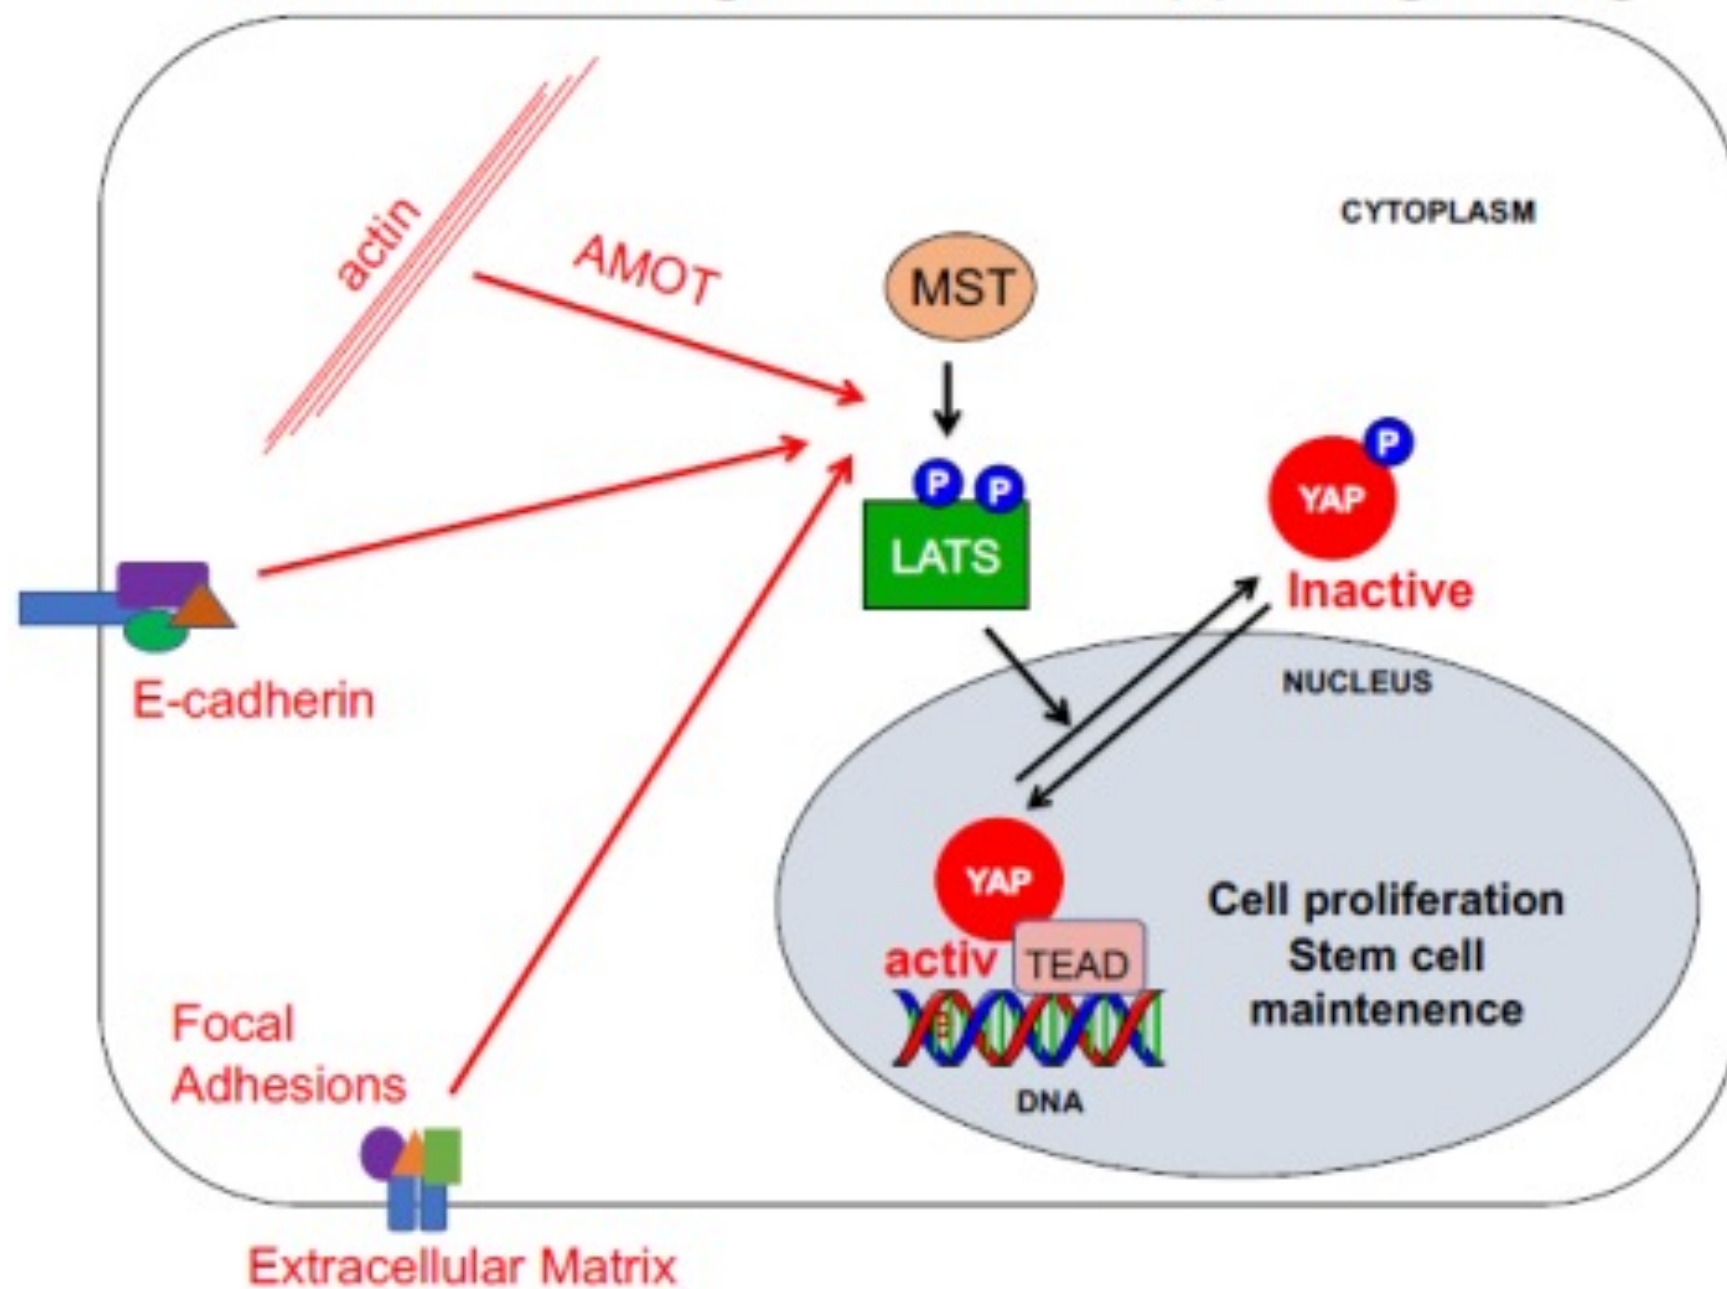 actin
AMOT
MST
CYTOPLASM
P
P
P
YAP
LATS
Inactive
NUCLEUS
E-cadherin
YAP
activ
TEAD
Cell proliferation
Stem cell
maintenence
Focal
Adhesions
DNA
Extracellular Matrix